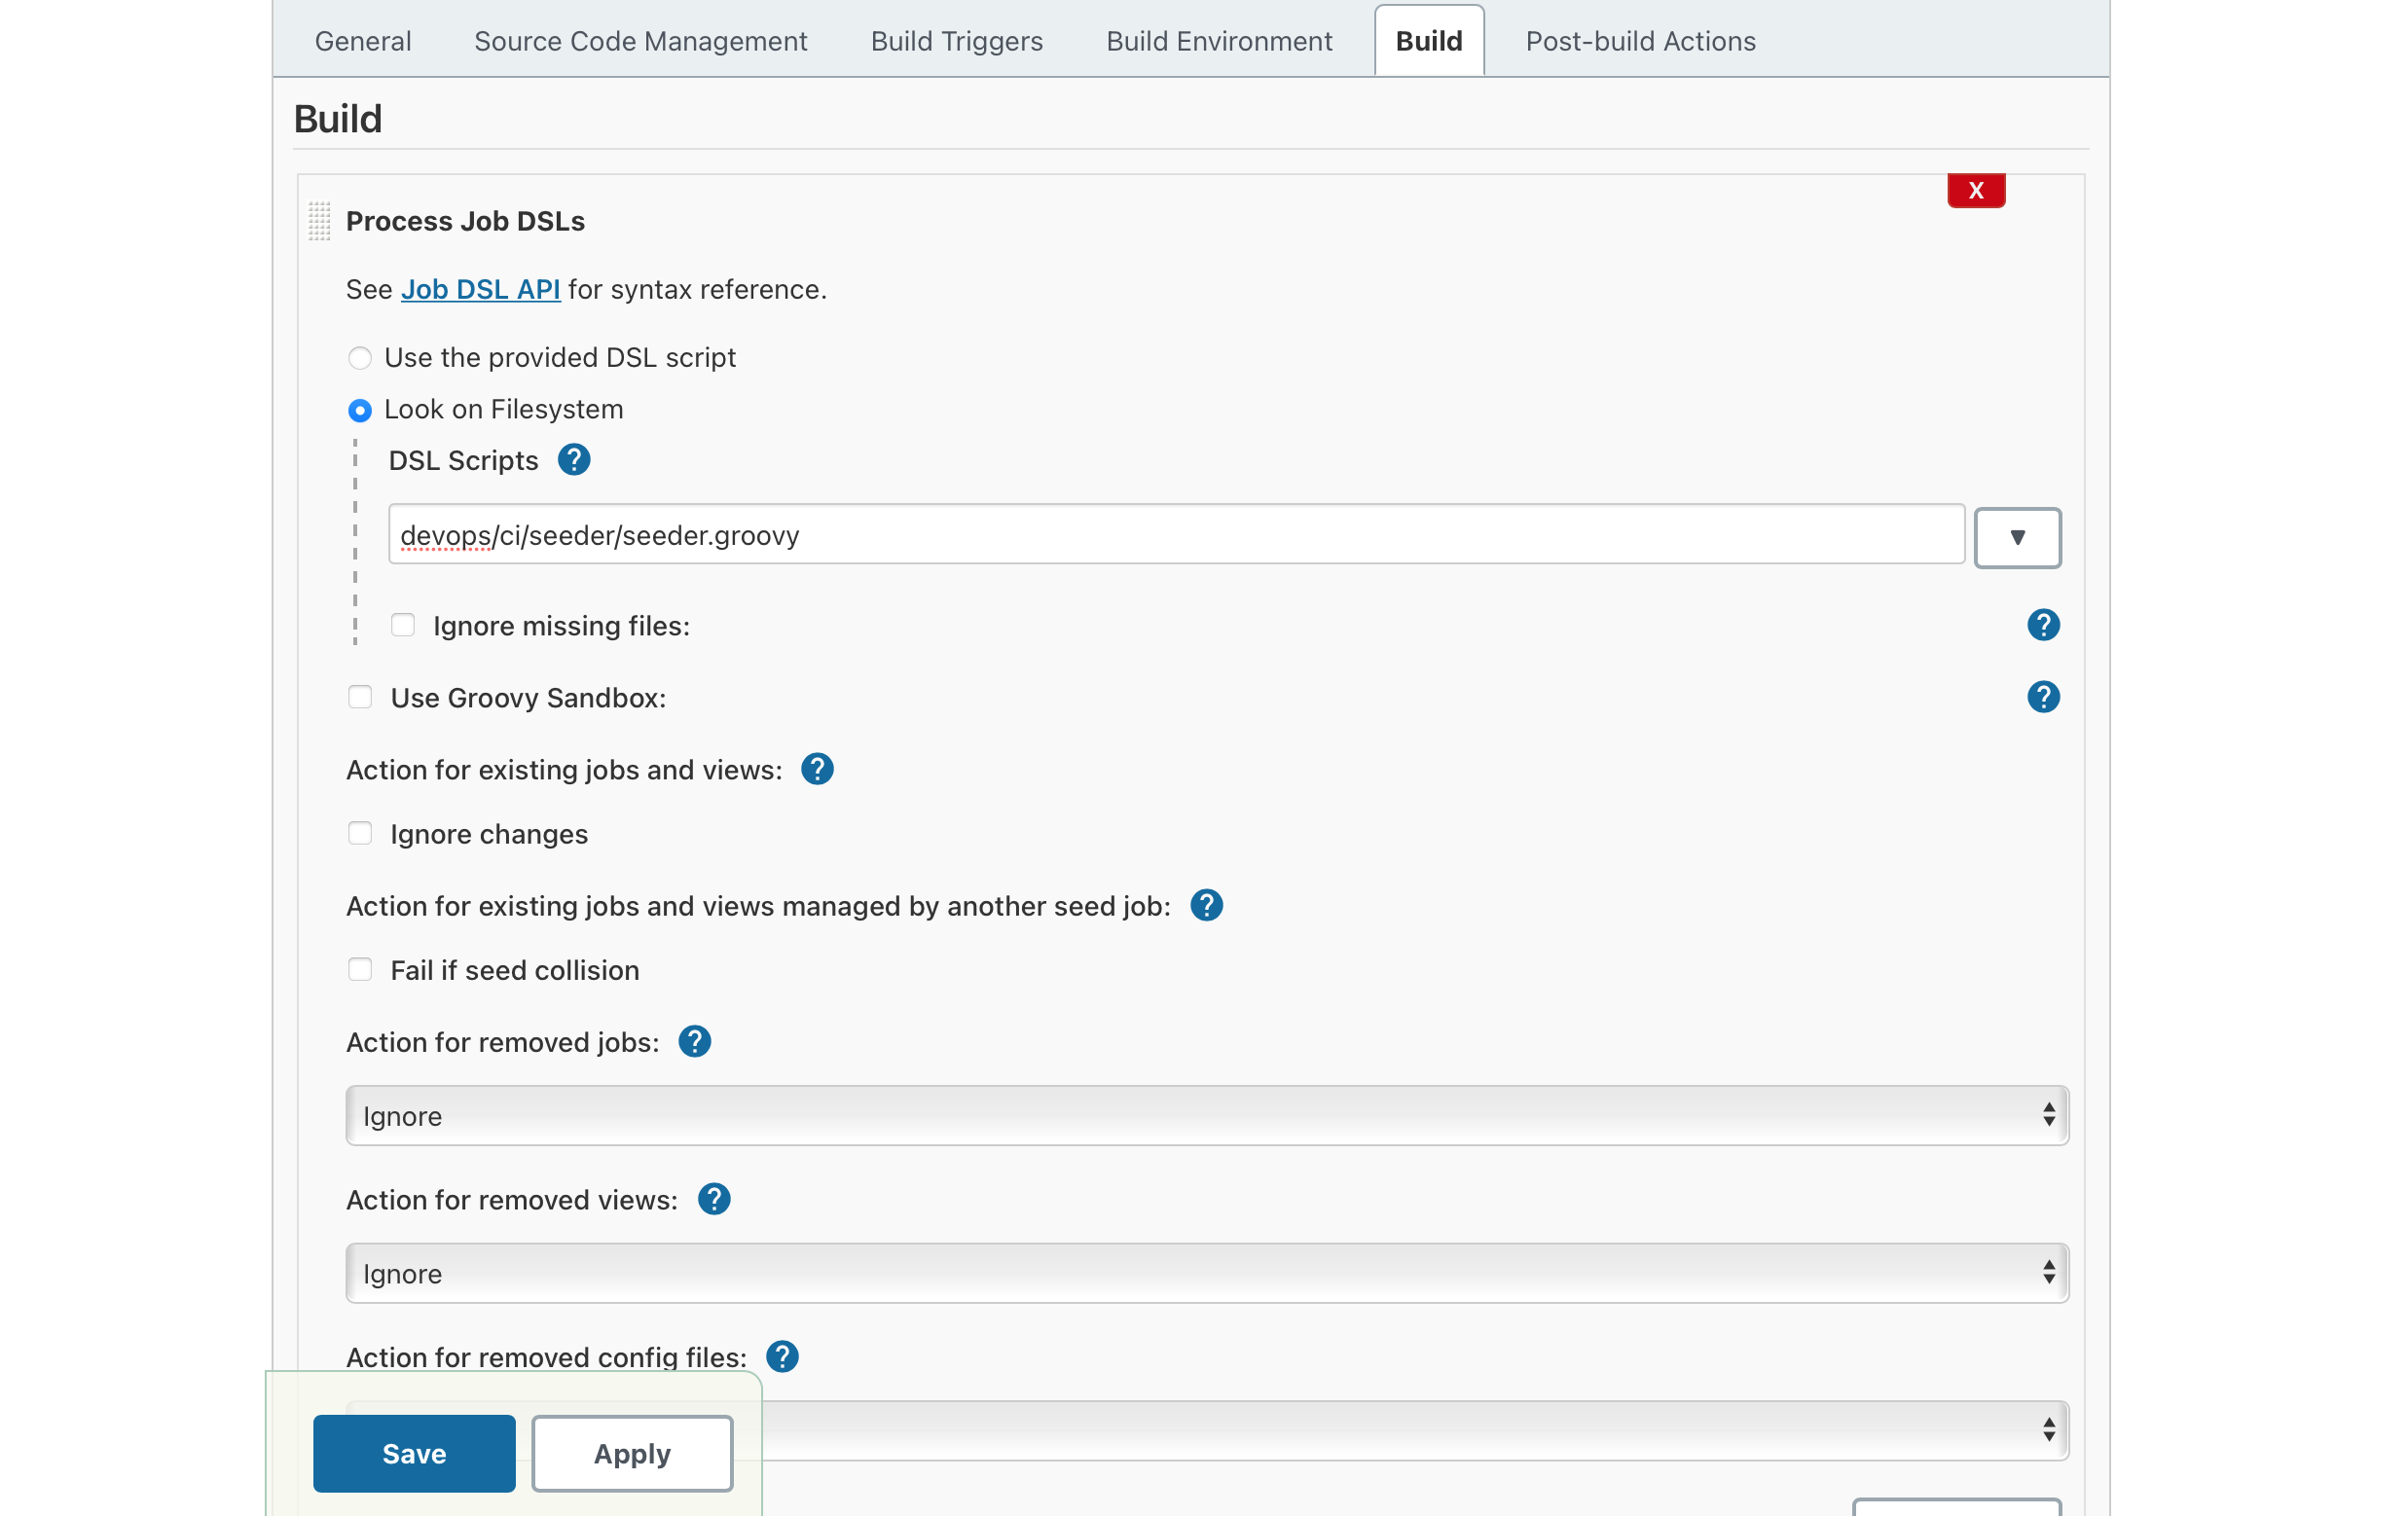 General Source Code Management Build Triggers Build Environment Build Post-build Actions
Build
X
Process Job DSLs
See Job DSL API for syntax reference.
Use the provided DSL script
Look on Filesystem
DSL Scripts ?
devops/ci/seeder/seeder.groovy
Ignore missing files: ?
Use Groovy Sandbox: ?
Action for existing jobs and views: ?
Ignore changes
Action for existing jobs and views managed by another seed job: ?
Fail if seed collision
Action for removed jobs: ?
Ignore
Action for removed views: ?
Ignore
Action for removed config files: ?
Save Apply